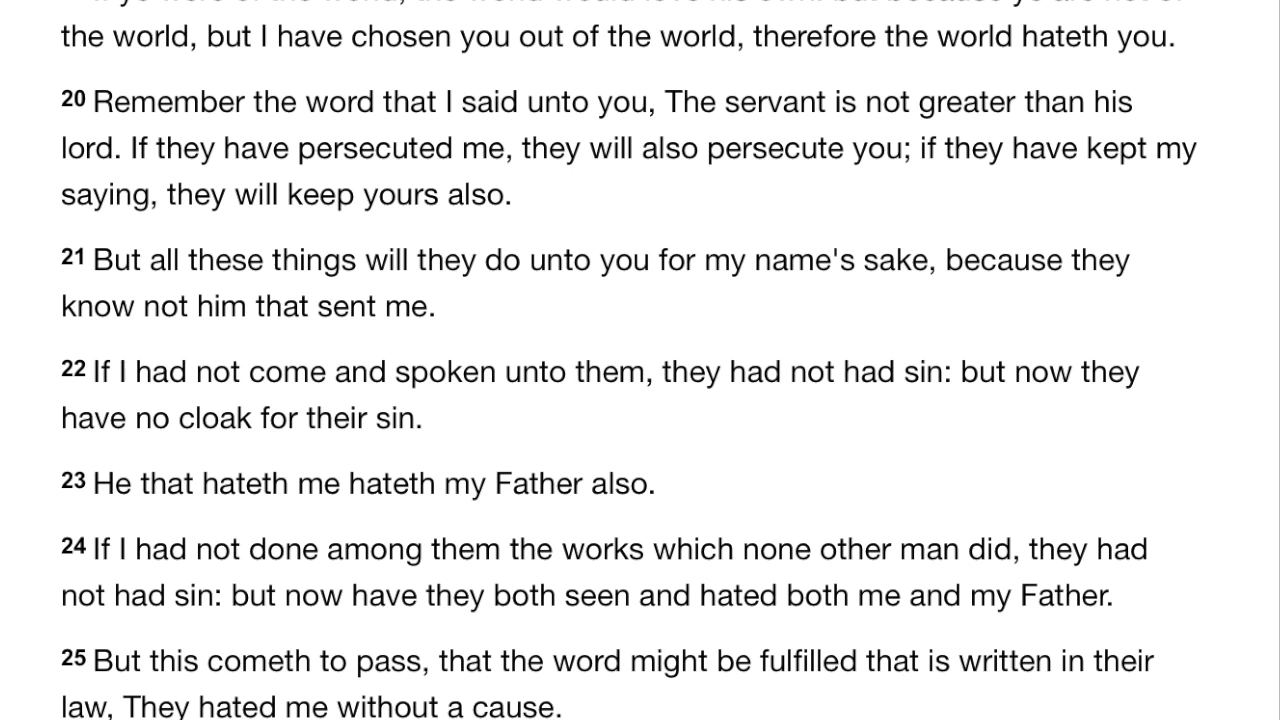 the world, but I have chosen you out of the world, therefore the world hateth you.
20 Remember the word that I said unto you, The servant is not greater than his
lord. If they have persecuted me, they will also persecute you; if they have kept my
saying, they will keep yours also.
21 But all these things will they do unto you for my name's sake, because they
know not him that sent me.
22 If I had not come and spoken unto them, they had not had sin: but now they
have no cloak for their sin.
23 He that hateth me hateth my Father also.
24 If I had not done among them the works which none other man did, they had
not had sin: but now have they both seen and hated both me and my Father.
25 But this cometh to pass, that the word might be fulfilled that is written in their
law, They hated me without a cause.